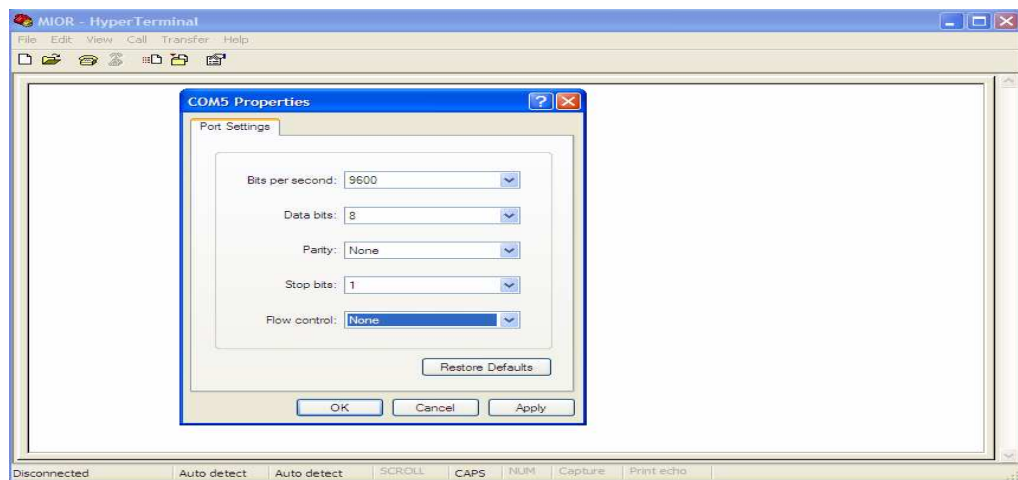 MIOR - HyperTerminal
File Edit View Call Transfer Help
COM5 Properties
Port Settings
Bits per second: 9600
Data bits: 8
Parity: None
Stop bits: 1
Flow control: None
Restore Defaults
OK Cancel Apply
Disconnected Auto detect Auto detect SCROLL CAPS NUM Capture Print echo